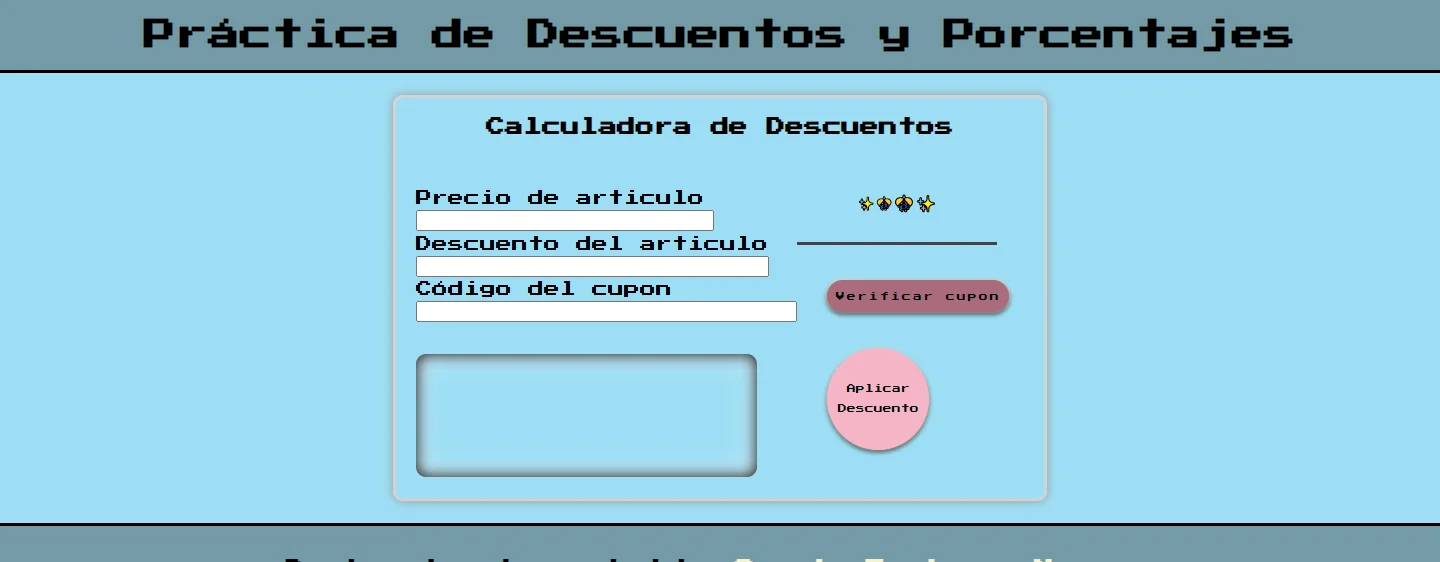 Práctica de Descuentos y Porcentajes
Calculadora de Descuentos
Precio de articulo
Descuento del articulo
Código del cupon
Verificar cupon
Aplicar
Descuento